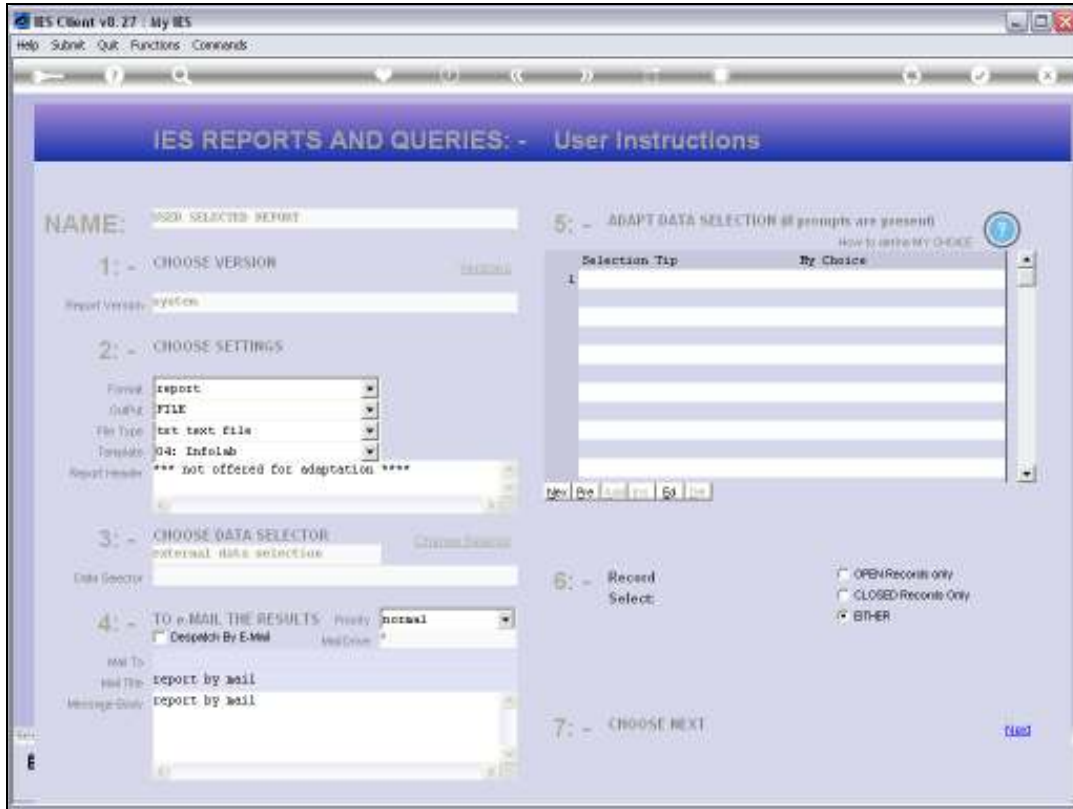 IES Client v8.27 : My IES
Help Submit Quit Functions Commands
IES REPORTS AND QUERIES: - User Instructions
NAME: USER SELECTED REPORT
1: - CHOOSE VERSION
Report Version system
2: - CHOOSE SETTINGS
Format report
OutPut FILE
File Type txt text file
Template 04: Infolab
Report Header *** not offered for adaptation ****
3: - CHOOSE DATA SELECTOR
external data selection
Data Selector
4: - TO e-MAIL THE RESULTS Priority normal
Despatch By E-Mail Mail Drive *
Mail To
Mail Title report by mail
Message Body report by mail
5: - ADAPT DATA SELECTION (if prompts are present)
How to define MY CHOICE
Selection Tip My Choice
1
Nev Pre Ed
6: - Record Select:
OPEN Records only
CLOSED Records Only
EITHER
7: - CHOOSE NEXT
Next